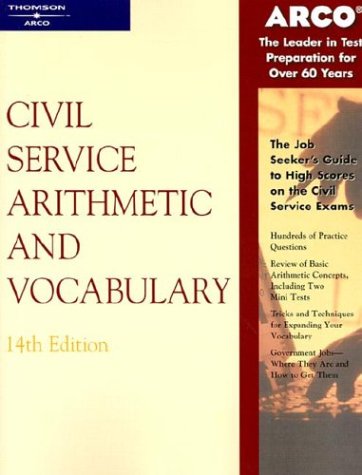 THOMSON
ARCO
ARCO®
The Leader in Test
Preparation for
Over 60 Years
CIVIL
SERVICE
ARITHMETIC
AND
VOCABULARY
14th Edition
The Job
Seeker's Guide
to High Scores
on the Civil
Service Exams
Hundreds of Practice
Questions
Review of Basic
Arithmetic Concepts,
Including Two
Mini Tests
Tricks and Techniques
for Expanding Your
Vocabulary
Government Jobs—
Where They Are and
How to Get Them